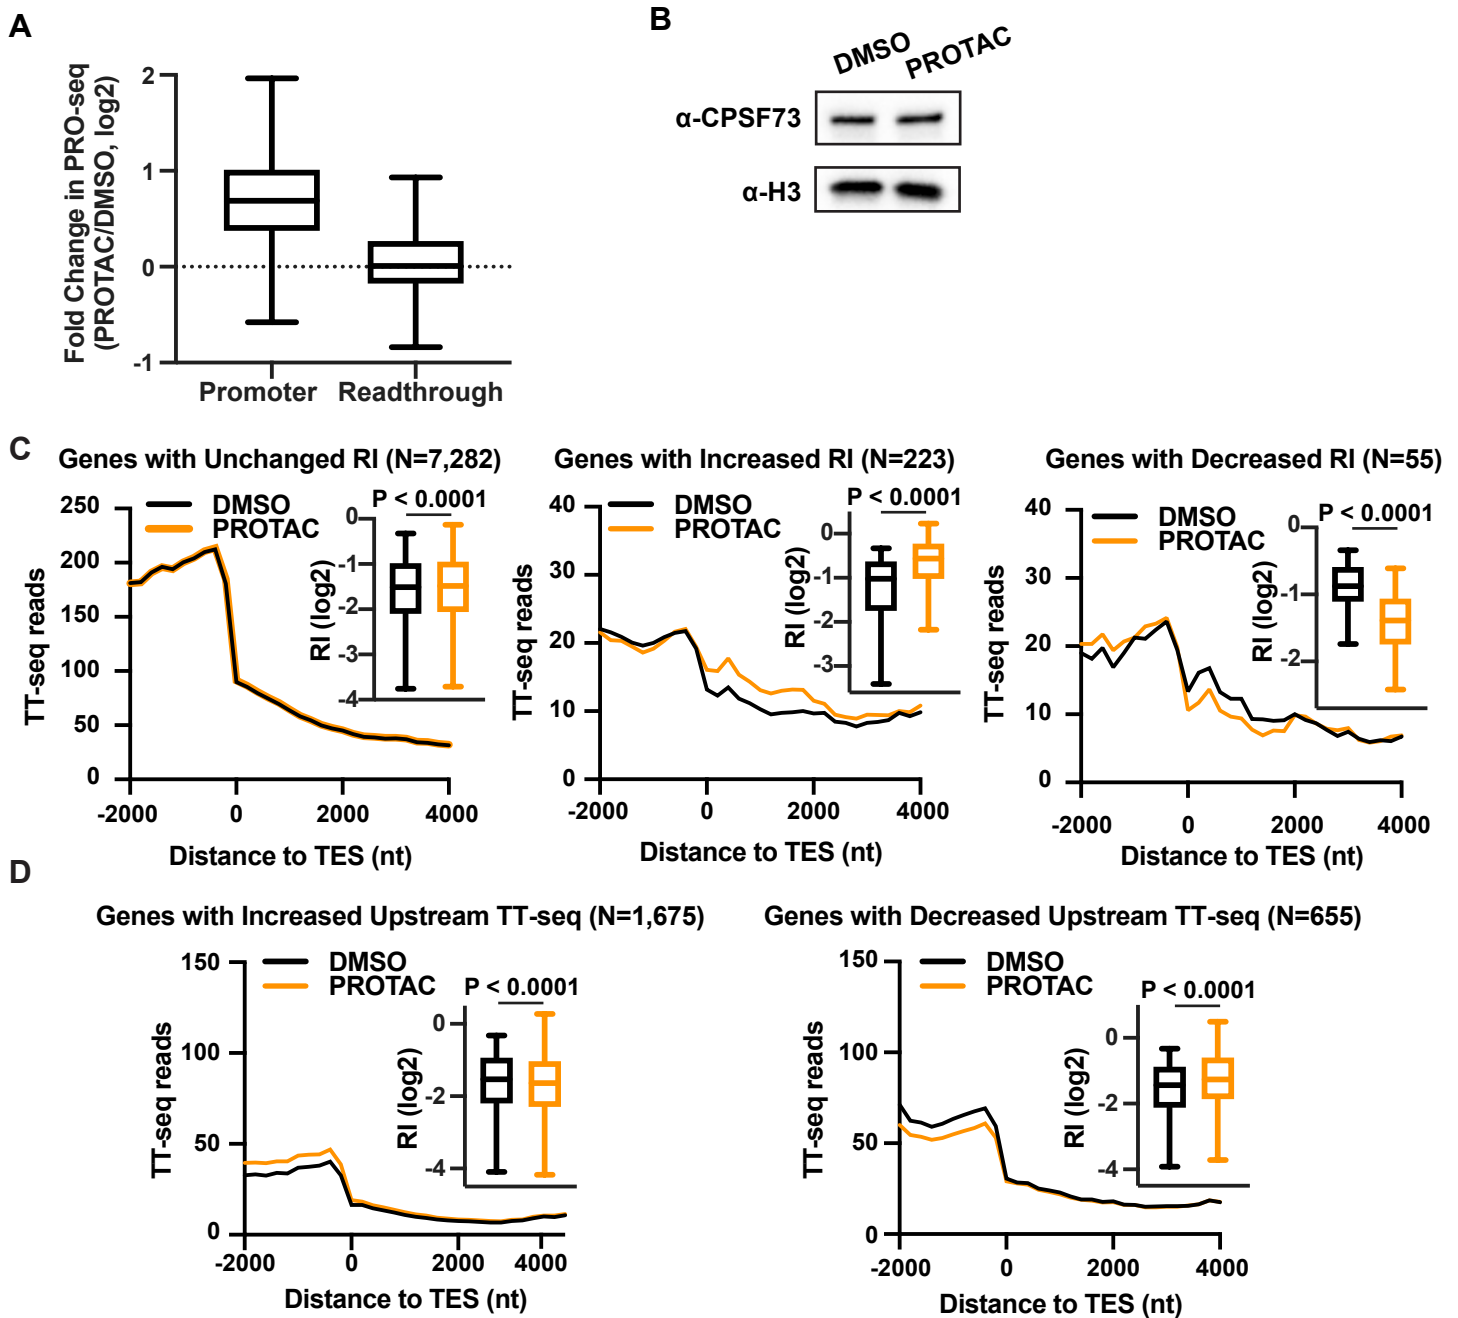 A
Fold Change in PRO-seq
(PROTAC/DMSO, log2)
2
1
0
-1
Promoter Readthrough
B
DMSO PROTAC
α-CPSF73
α-H3
C
Genes with Unchanged RI (N=7,282)
DMSO
PROTAC
TT-seq reads
250
200
150
100
50
0
-2000 0 2000 4000
Distance to TES (nt)
P < 0.0001
RI (log2)
0
-1
-2
-3
-4
Genes with Increased RI (N=223)
DMSO
PROTAC
TT-seq reads
40
30
20
10
0
-2000 0 2000 4000
Distance to TES (nt)
P < 0.0001
RI (log2)
0
-1
-2
-3
Genes with Decreased RI (N=55)
DMSO
PROTAC
TT-seq reads
40
30
20
10
0
-2000 0 2000 4000
Distance to TES (nt)
P < 0.0001
RI (log2)
0
-1
-2
D
Genes with Increased Upstream TT-seq (N=1,675)
DMSO
PROTAC
TT-seq reads
150
100
50
0
-2000 0 2000 4000
Distance to TES (nt)
P < 0.0001
RI (log2)
0
-2
-4
Genes with Decreased Upstream TT-seq (N=655)
DMSO
PROTAC
TT-seq reads
150
100
50
0
-2000 0 2000 4000
Distance to TES (nt)
P < 0.0001
RI (log2)
0
-2
-4